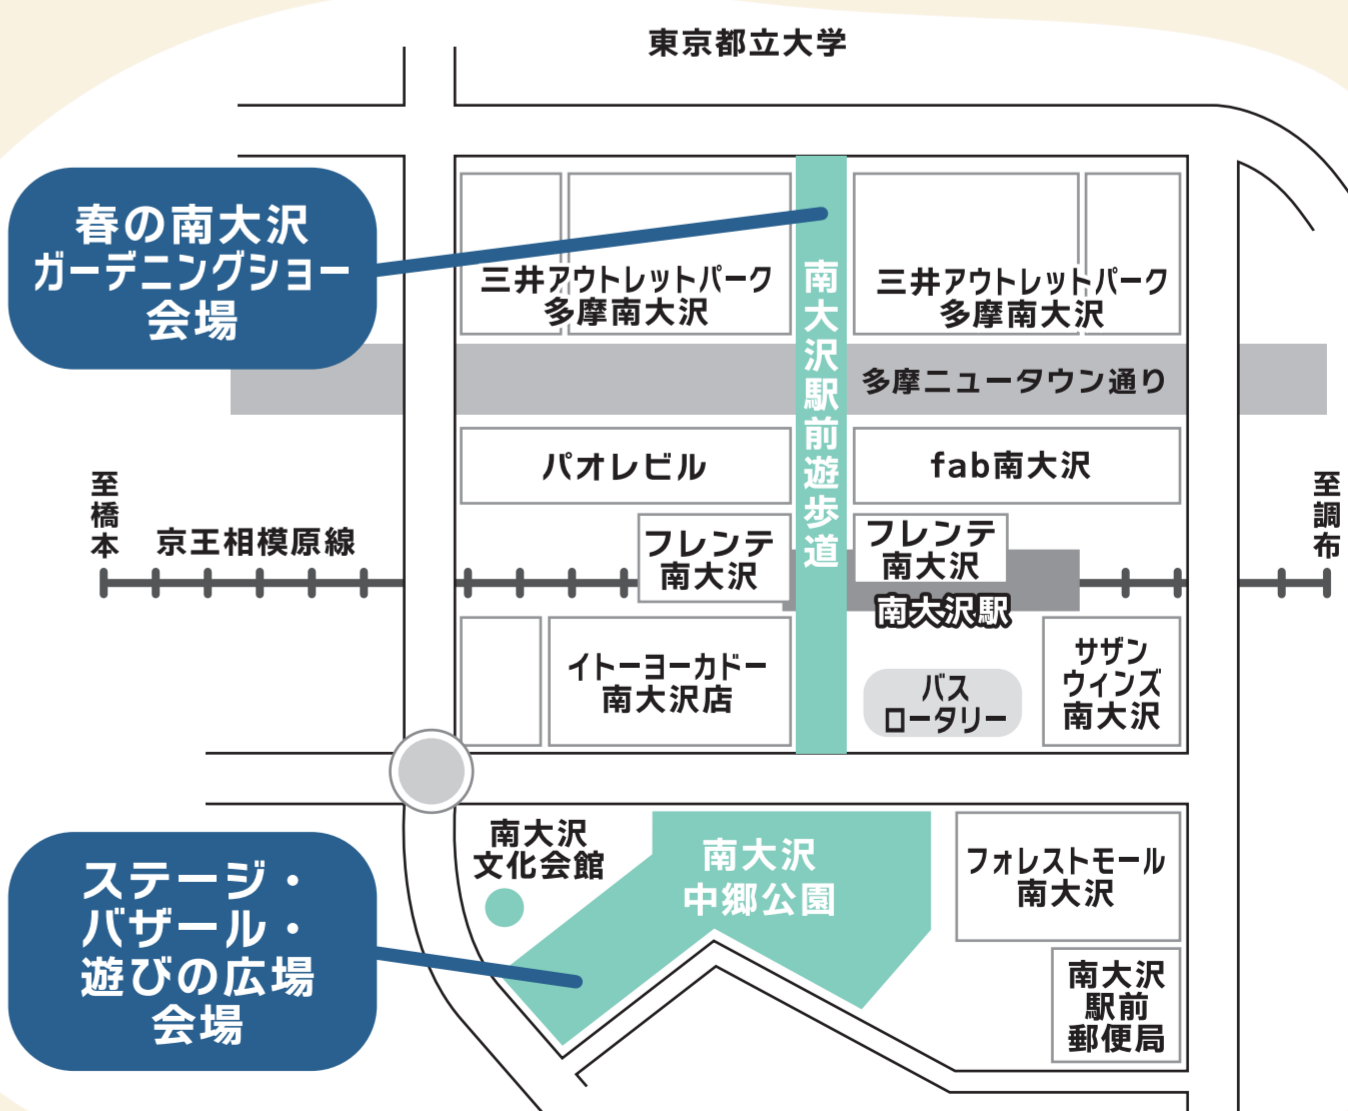 東京都立大学
春の南大沢
ガーデニングショー
会場
三井アウトレットパーク
多摩南大沢
三井アウトレットパーク
多摩南大沢
南大沢駅前遊歩道
多摩ニュータウン通り
パオレビル
fab南大沢
至橋本
京王相模原線
至調布
フレンテ
南大沢
フレンテ
南大沢
南大沢駅
イトーヨーカドー
南大沢店
バス
ロータリー
サザン
ウィンズ
南大沢
南大沢
文化会館
南大沢
中郷公園
フォレストモール
南大沢
ステージ・
バザール・
遊びの広場
会場
南大沢
駅前
郵便局